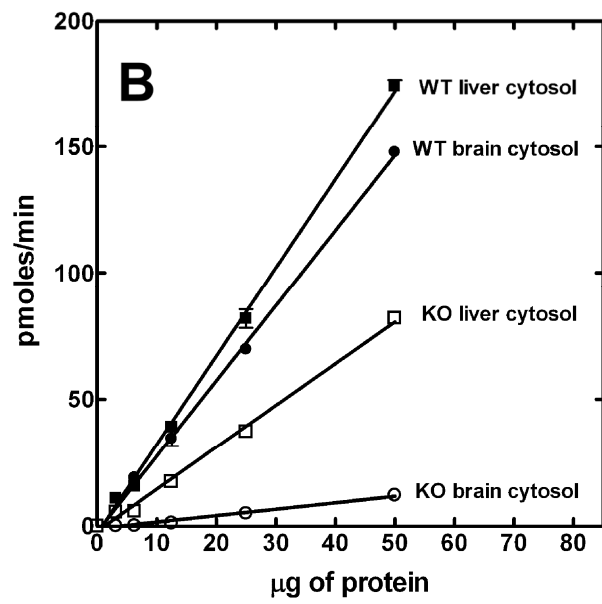 200
B
WT liver cytosol
150
WT brain cytosol
pmoles/min
100
KO liver cytosol
50
KO brain cytosol
0
0 10 20 30 40 50 60 70 80
μg of protein